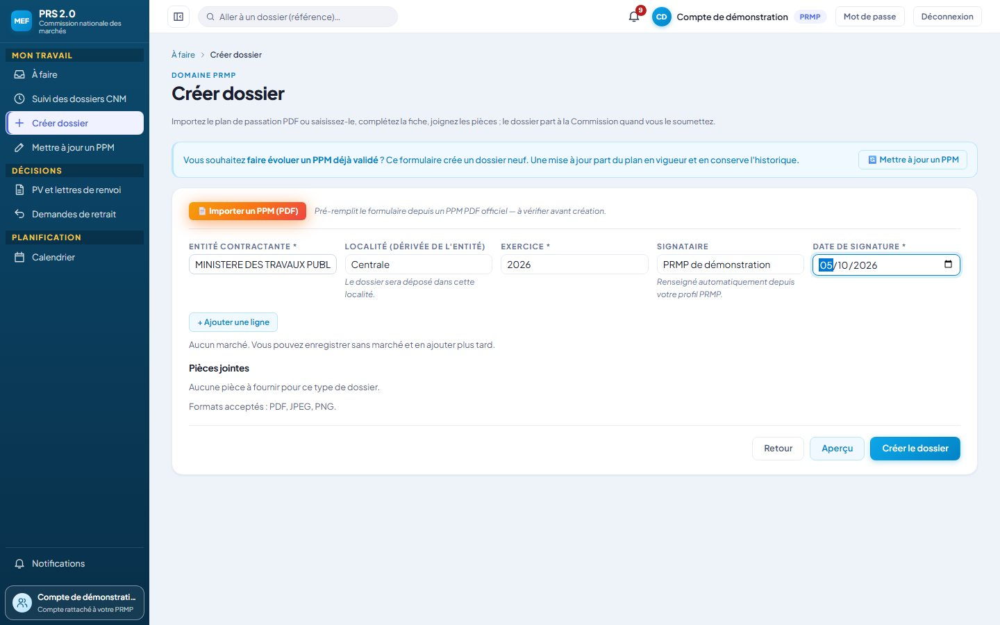 MEF
PRS 2.0
Commission nationale des
marchés
MON TRAVAIL
À faire
Suivi des dossiers CNM
Créer dossier
Mettre à jour un PPM
DÉCISIONS
PV et lettres de renvoi
Demandes de retrait
PLANIFICATION
Calendrier
Notifications
Compte de démonstrati...
Compte rattaché à votre PRMP
Aller à un dossier (référence)...
9
CD
Compte de démonstration
PRMP
Mot de passe
Déconnexion
À faire > Créer dossier
DOMAINE PRMP
Créer dossier
Importez le plan de passation PDF ou saisissez-le, complétez la fiche, joignez les pièces ; le dossier part à la Commission quand vous le soumettez.
Vous souhaitez faire évoluer un PPM déjà validé ? Ce formulaire crée un dossier neuf. Une mise à jour part du plan en vigueur et en conserve l'historique.
Mettre à jour un PPM
Importer un PPM (PDF)
Pré-remplit le formulaire depuis un PPM PDF officiel — à vérifier avant création.
ENTITÉ CONTRACTANTE *
MINISTERE DES TRAVAUX PUBL
LOCALITÉ (DÉRIVÉE DE L'ENTITÉ)
Centrale
Le dossier sera déposé dans cette
localité.
EXERCICE *
2026
SIGNATAIRE
PRMP de démonstration
Renseigné automatiquement depuis
votre profil PRMP.
DATE DE SIGNATURE *
05/10/2026
+ Ajouter une ligne
Aucun marché. Vous pouvez enregistrer sans marché et en ajouter plus tard.
Pièces jointes
Aucune pièce à fournir pour ce type de dossier.
Formats acceptés : PDF, JPEG, PNG.
Retour
Aperçu
Créer le dossier